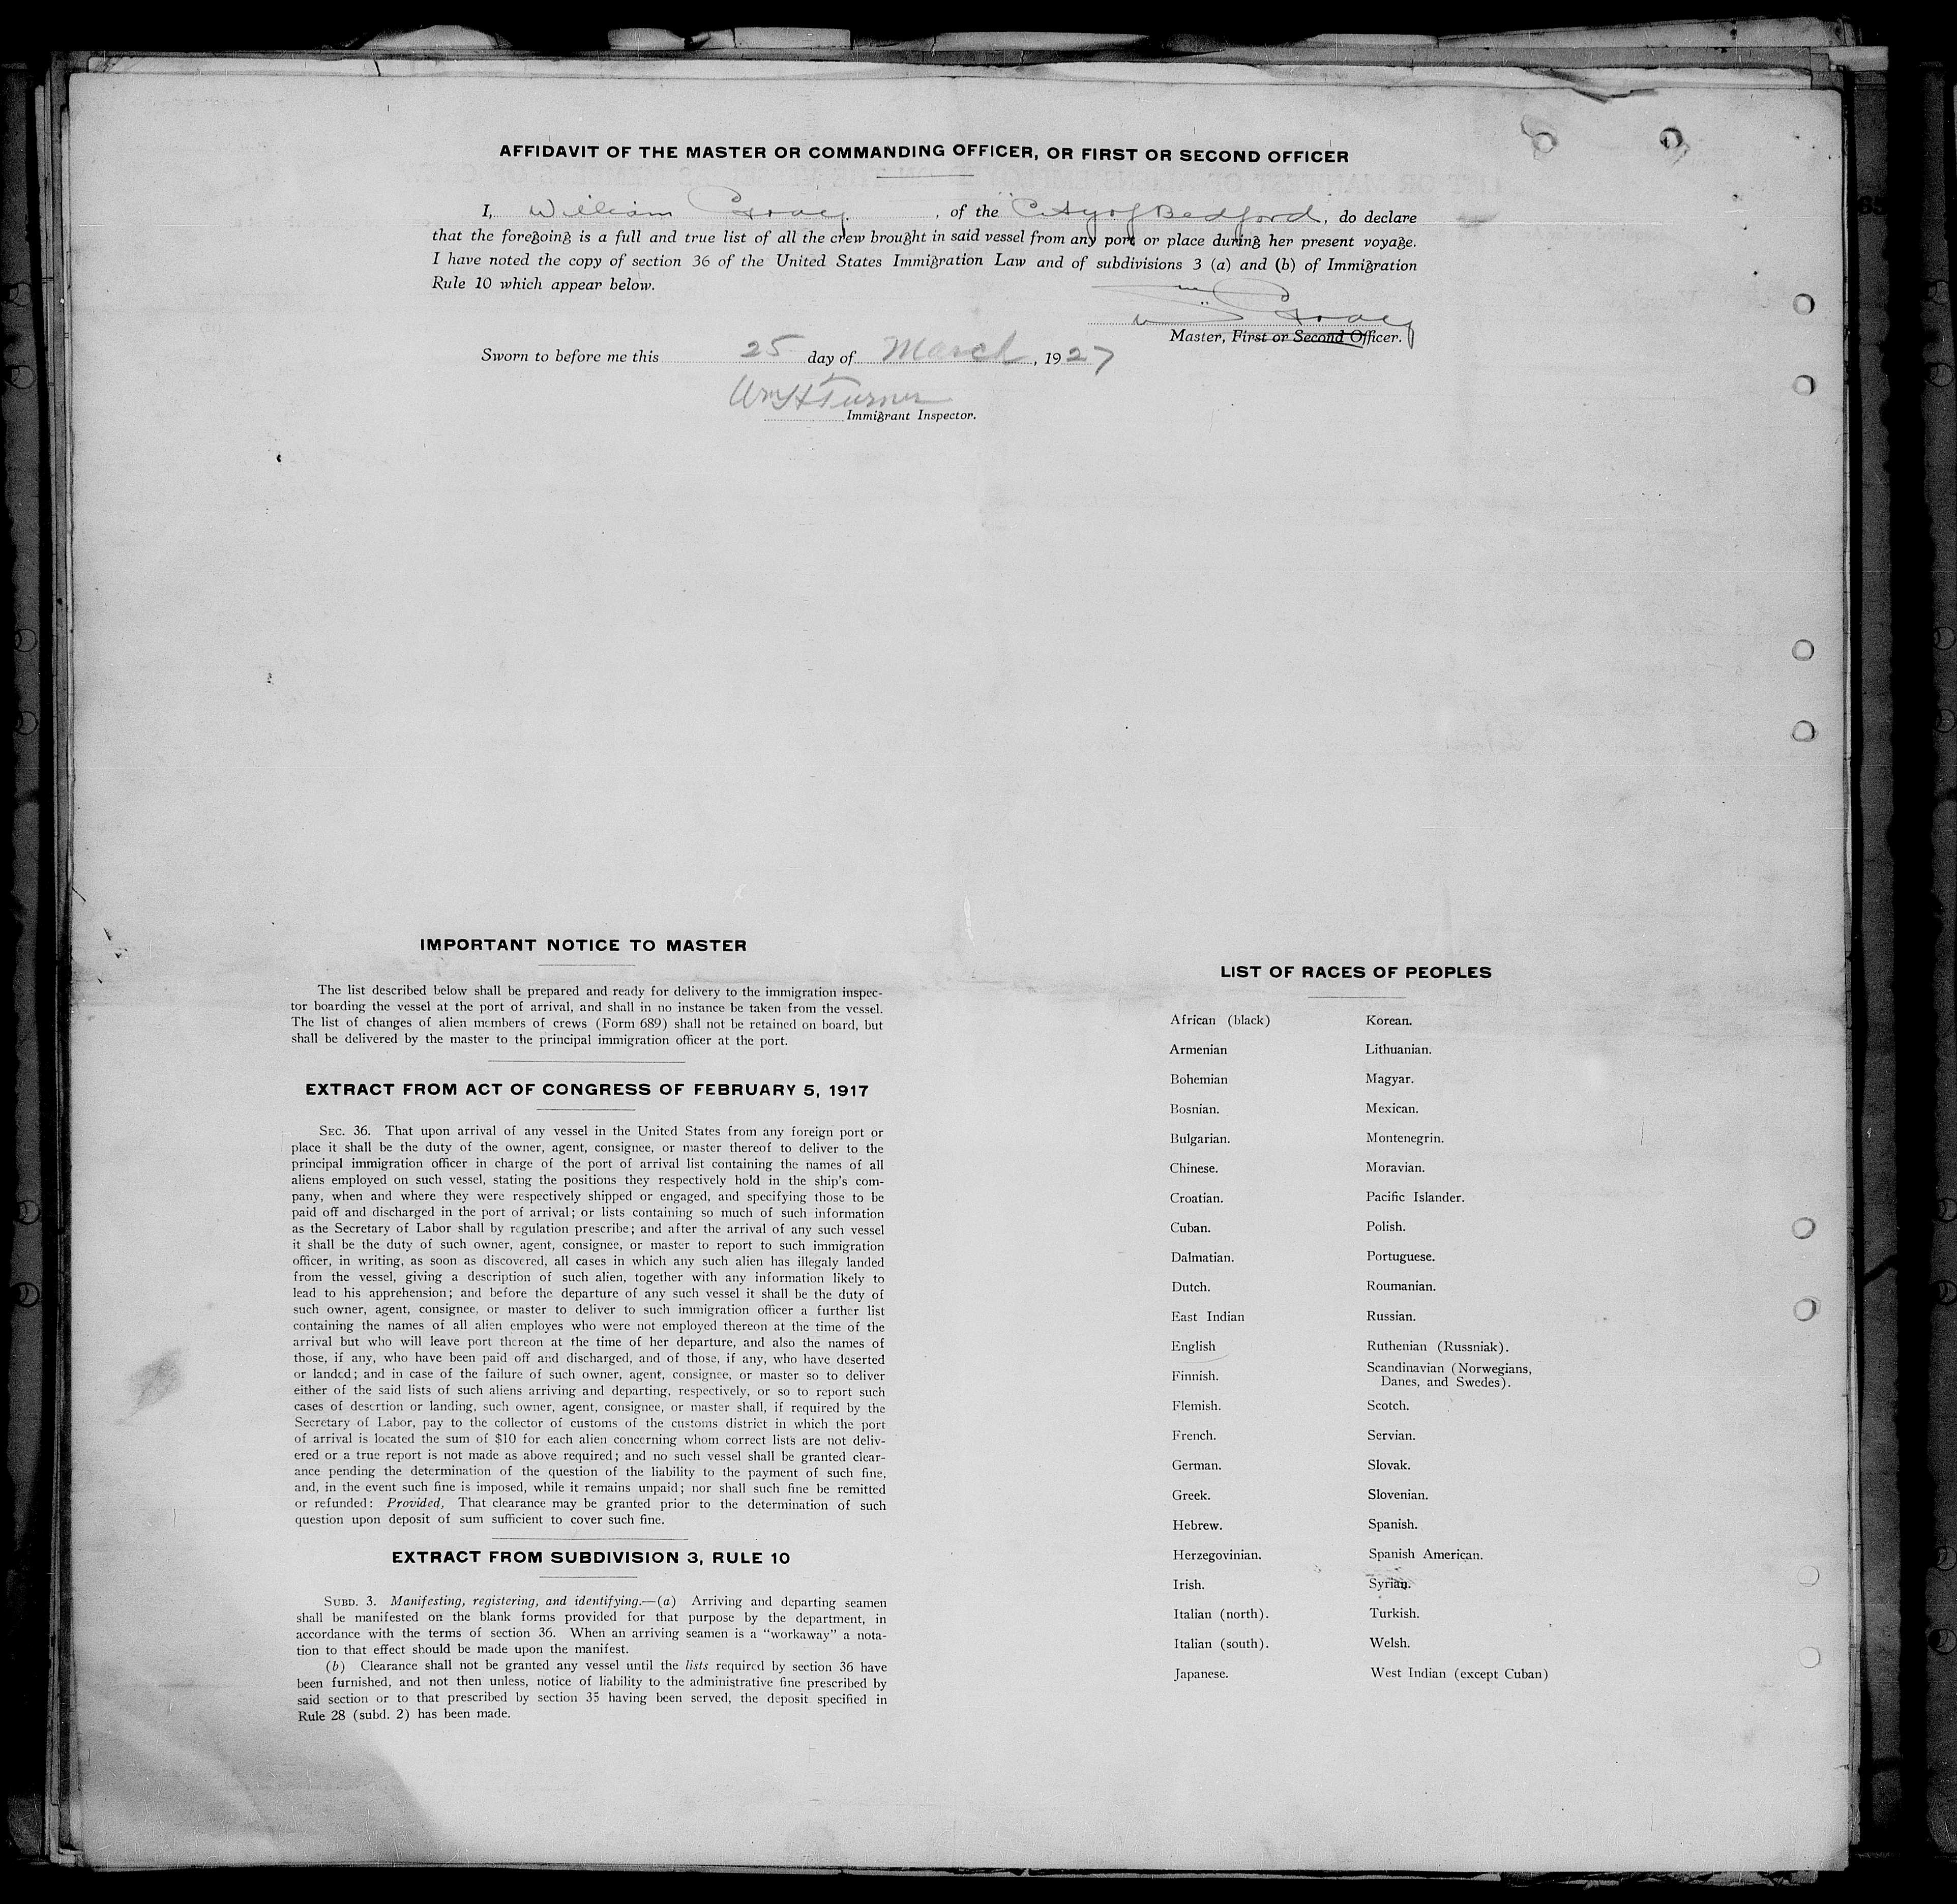 AFFIDAVIT OF THE MASTER OR COMMANDING OFFICER, OR FIRST OR SECOND OFFICER
I, William , of the City of Bedford, do declare
that the foregoing is a full and true list of all the crew brought in said vessel from any port or place during her present voyage.
I have noted the copy of section 36 of the United States Immigration Law and of subdivisions 3 (a) and (b) of Immigration
Rule 10 which appear below.
Master, First or Second Officer.
Sworn to before me this 25 day of March, 1927
Wm H Turner
Immigrant Inspector.
IMPORTANT NOTICE TO MASTER
The list described below shall be prepared and ready for delivery to the immigration inspec-
tor boarding the vessel at the port of arrival, and shall in no instance be taken from the vessel.
The list of changes of alien members of crews (Form 689) shall not be retained on board, but
shall be delivered by the master to the principal immigration officer at the port.
EXTRACT FROM ACT OF CONGRESS OF FEBRUARY 5, 1917
SEC. 36. That upon arrival of any vessel in the United States from any foreign port or
place it shall be the duty of the owner, agent, consignee, or master thereof to deliver to the
principal immigration officer in charge of the port of arrival list containing the names of all
aliens employed on such vessel, stating the positions they respectively hold in the ship's com-
pany, when and where they were respectively shipped or engaged, and specifying those to be
paid off and discharged in the port of arrival; or lists containing so much of such information
as the Secretary of Labor shall by regulation prescribe; and after the arrival of any such vessel
it shall be the duty of such owner, agent, consignee, or master to report to such immigration
officer, in writing, as soon as discovered, all cases in which any such alien has illegaly landed
from the vessel, giving a description of such alien, together with any information likely to
lead to his apprehension; and before the departure of any such vessel it shall be the duty of
such owner, agent, consignee, or master to deliver to such immigration officer a further list
containing the names of all alien employes who were not employed thereon at the time of the
arrival but who will leave port thereon at the time of her departure, and also the names of
those, if any, who have been paid off and discharged, and of those, if any, who have deserted
or landed; and in case of the failure of such owner, agent, consignee, or master so to deliver
either of the said lists of such aliens arriving and departing, respectively, or so to report such
cases of desertion or landing, such owner, agent, consignee, or master shall, if required by the
Secretary of Labor, pay to the collector of customs of the customs district in which the port
of arrival is located the sum of $10 for each alien concerning whom correct lists are not deliv-
ered or a true report is not made as above required; and no such vessel shall be granted clear-
ance pending the determination of the question of the liability to the payment of such fine,
and, in the event such fine is imposed, while it remains unpaid; nor shall such fine be remitted
or refunded: Provided, That clearance may be granted prior to the determination of such
question upon deposit of sum sufficient to cover such fine.
EXTRACT FROM SUBDIVISION 3, RULE 10
SUBD. 3. Manifesting, registering, and identifying.—(a) Arriving and departing seamen
shall be manifested on the blank forms provided for that purpose by the department, in
accordance with the terms of section 36. When an arriving seamen is a "workaway" a nota-
tion to that effect should be made upon the manifest.
(b) Clearance shall not be granted any vessel until the lists required by section 36 have
been furnished, and not then unless, notice of liability to the administrative fine prescribed by
said section or to that prescribed by section 35 having been served, the deposit specified in
Rule 28 (subd. 2) has been made.
LIST OF RACES OF PEOPLES
African (black)
Armenian
Bohemian
Bosnian.
Bulgarian.
Chinese.
Croatian.
Cuban.
Dalmatian.
Dutch.
East Indian
English
Finnish.
Flemish.
French.
German.
Greek.
Hebrew.
Herzegovinian.
Irish.
Italian (north).
Italian (south).
Japanese.
Korean.
Lithuanian.
Magyar.
Mexican.
Montenegrin.
Moravian.
Pacific Islander.
Polish.
Portuguese.
Roumanian.
Russian.
Ruthenian (Russniak).
Scandinavian (Norwegians,
Danes, and Swedes).
Scotch.
Servian.
Slovak.
Slovenian.
Spanish.
Spanish American.
Syrian.
Turkish.
Welsh.
West Indian (except Cuban)